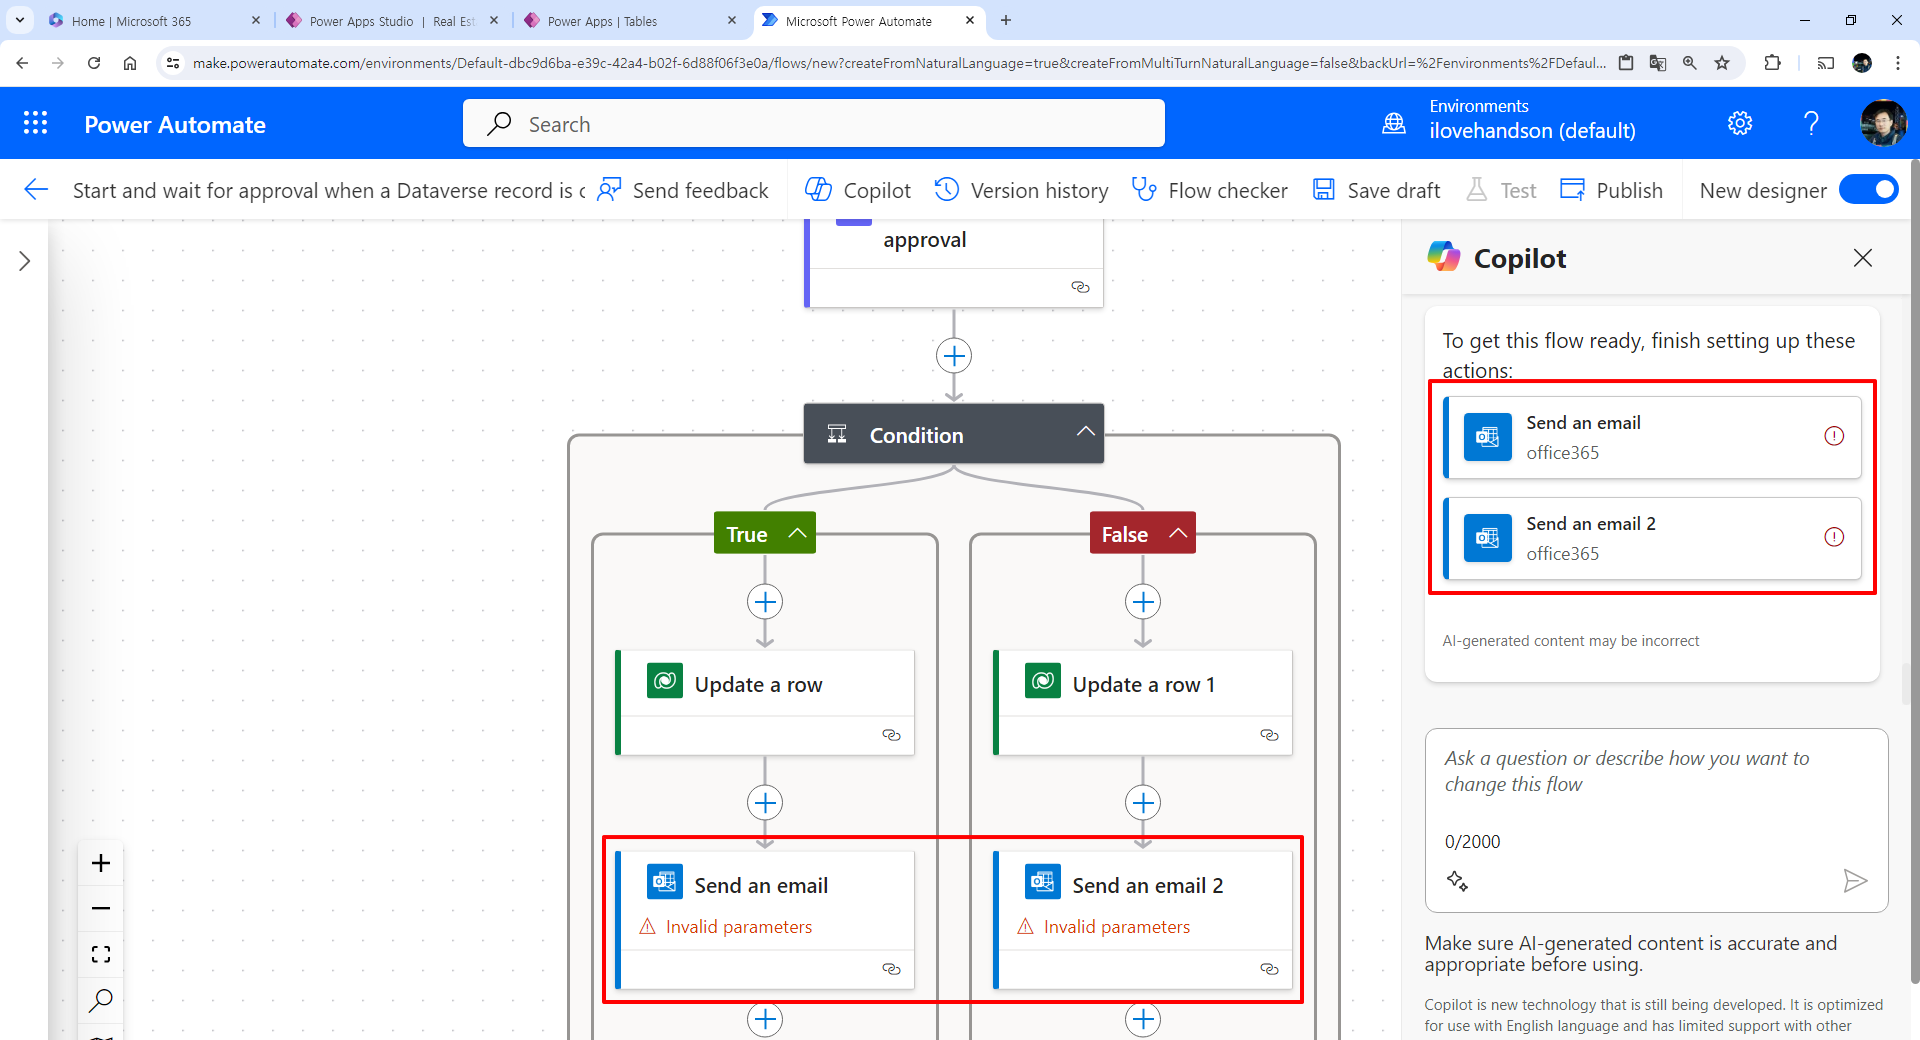 Home | Microsoft 365
Power Apps Studio | Real Est
Power Apps | Tables
Microsoft Power Automate
make.powerautomate.com/environments/Default-dbc9d6ba-e39c-42a4-b02f-6d88f06f3e0a/flows/new?createFromNaturalLanguage=true&createFromMultiTurnNaturalLanguage=false&backUrl=%2Fenvironments%2FDefaul...
Power Automate
Search
Environments
ilovehandson (default)
Start and wait for approval when a Dataverse record is c
Send feedback
Copilot
Version history
Flow checker
Save draft
Test
Publish
New designer
approval
Condition
True
False
Update a row
Update a row 1
Send an email
Invalid parameters
Send an email 2
Invalid parameters
Copilot
To get this flow ready, finish setting up these
actions:
Send an email
office365
Send an email 2
office365
AI-generated content may be incorrect
Ask a question or describe how you want to
change this flow
0/2000
Make sure AI-generated content is accurate and
appropriate before using.
Copilot is new technology that is still being developed. It is optimized
for use with English language and has limited support with other